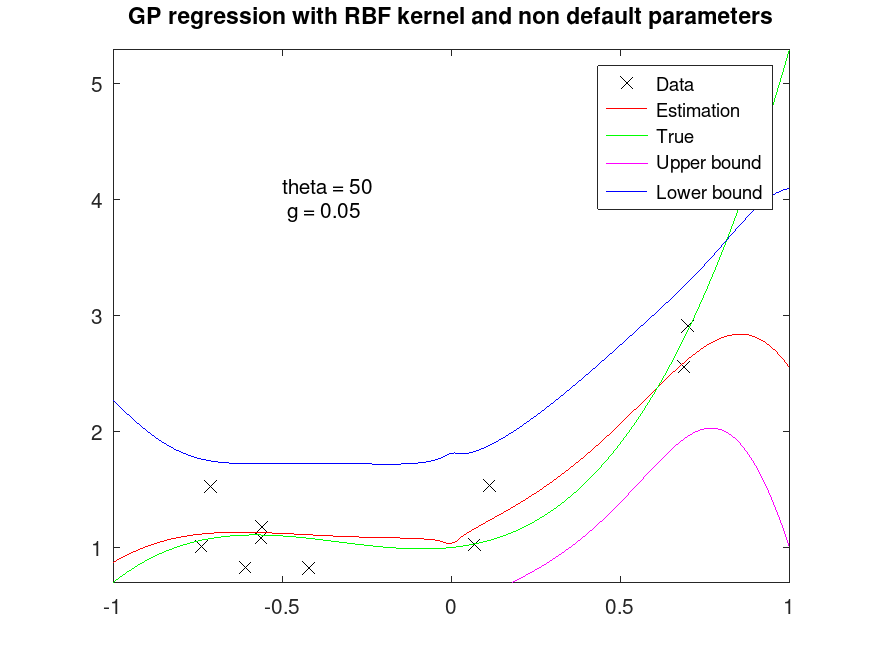 GP regression with RBF kernel and non default parameters
5
4
3
2
1
theta = 50
g = 0.05
Data
Estimation
True
Upper bound
Lower bound
-1
-0.5
0
0.5
1